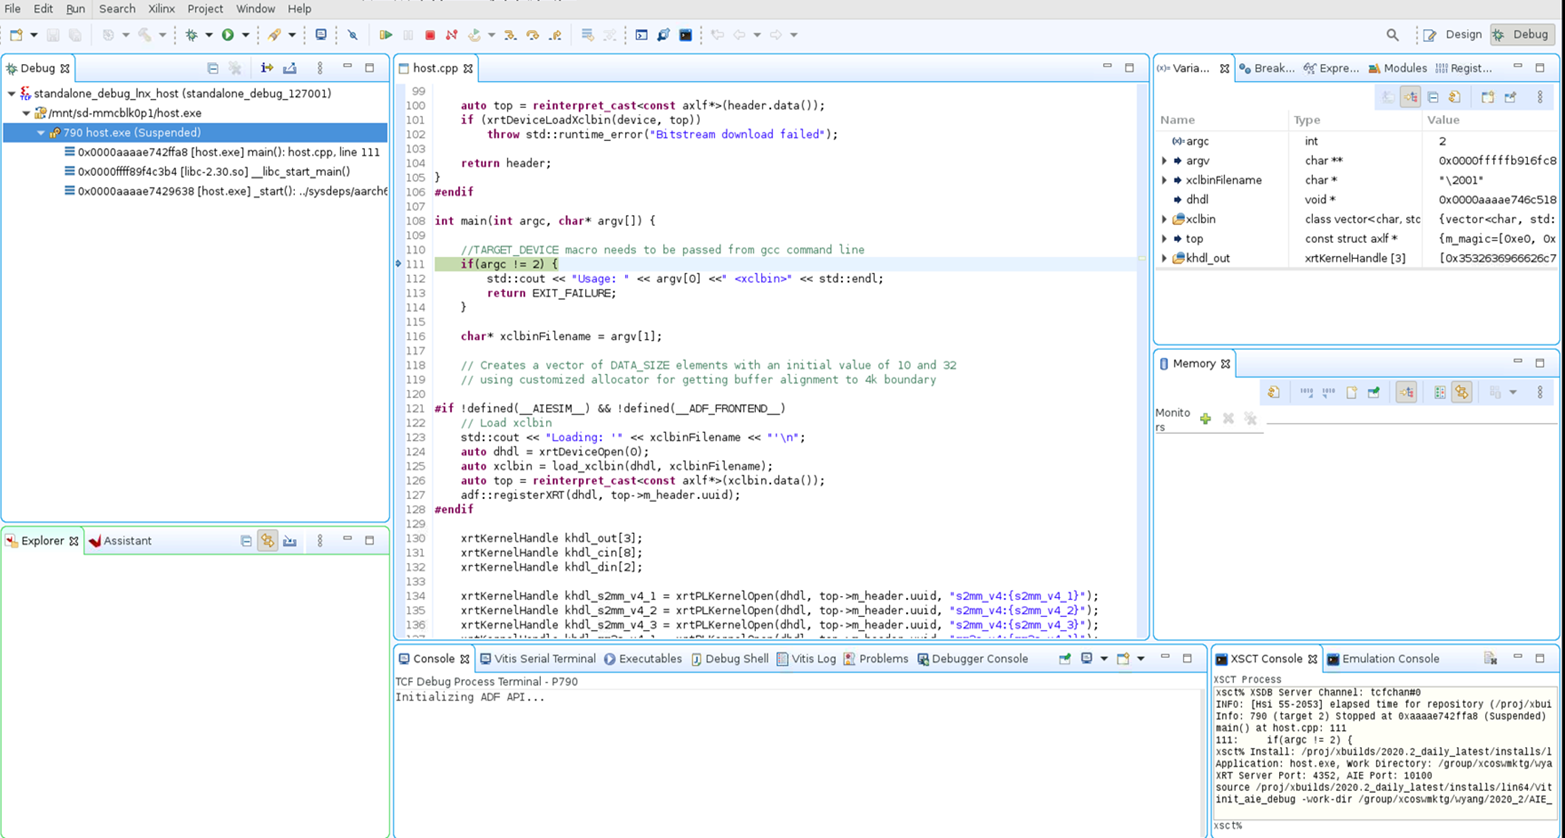 File Edit Run Search Xilinx Project Window Help
Design Debug
Debug
standalone_debug_lnx_host (standalone_debug_127001)
/mnt/sd-mmcblk0p1/host.exe
790 host.exe (Suspended)
0x0000aaaae742ffa8 [host.exe] main(): host.cpp, line 111
0x0000ffff89f4c3b4 [libc-2.30.so] __libc_start_main()
0x0000aaaae7429638 [host.exe] _start(): ../sysdeps/aarch6
Explorer Assistant
host.cpp
99
100 auto top = reinterpret_cast<const axlf*>(header.data());
101 if (xrtDeviceLoadXclbin(device, top))
102 throw std::runtime_error("Bitstream download failed");
103
104 return header;
105 }
106 #endif
107
108 int main(int argc, char* argv[]) {
109
110 //TARGET_DEVICE macro needs to be passed from gcc command line
111 if(argc != 2) {
112 std::cout << "Usage: " << argv[0] <<" <xclbin>" << std::endl;
113 return EXIT_FAILURE;
114 }
115
116 char* xclbinFilename = argv[1];
117
118 // Creates a vector of DATA_SIZE elements with an initial value of 10 and 32
119 // using customized allocator for getting buffer alignment to 4k boundary
120
121 #if !defined(__AIESIM__) && !defined(__ADF_FRONTEND__)
122 // Load xclbin
123 std::cout << "Loading: '" << xclbinFilename << "'\n";
124 auto dhdl = xrtDeviceOpen(0);
125 auto xclbin = load_xclbin(dhdl, xclbinFilename);
126 auto top = reinterpret_cast<const axlf*>(xclbin.data());
127 adf::registerXRT(dhdl, top->m_header.uuid);
128 #endif
129
130 xrtKernelHandle khdl_out[3];
131 xrtKernelHandle khdl_cin[8];
132 xrtKernelHandle khdl_din[2];
133
134 xrtKernelHandle khdl_s2mm_v4_1 = xrtPLKernelOpen(dhdl, top->m_header.uuid, "s2mm_v4:{s2mm_v4_1}");
135 xrtKernelHandle khdl_s2mm_v4_2 = xrtPLKernelOpen(dhdl, top->m_header.uuid, "s2mm_v4:{s2mm_v4_2}");
136 xrtKernelHandle khdl_s2mm_v4_3 = xrtPLKernelOpen(dhdl, top->m_header.uuid, "s2mm_v4:{s2mm_v4_3}");
Varia... Break... Expre... Modules Regist...
Name Type Value
argc int 2
argv char ** 0x0000fffffb916fc8
xclbinFilename char * "\2001"
dhdl void * 0x0000aaaae746c518
xclbin class vector<char, stc {vector<char, std:
top const struct axlf * {m_magic=[0xe0, 0x
khdl_out xrtKernelHandle [3] [0x3532636966626c7
Memory
Monito
rs
Console Vitis Serial Terminal Executables Debug Shell Vitis Log Problems Debugger Console
TCF Debug Process Terminal - P790
Initializing ADF API...
XSCT Console Emulation Console
XSCT Process
xsct% XSDB Server Channel: tcfchan#0
INFO: [Hsi 55-2053] elapsed time for repository (/proj/xbui
Info: 790 (target 2) Stopped at 0xaaaae742ffa8 (Suspended)
main() at host.cpp: 111
111: if(argc != 2) {
xsct% Install: /proj/xbuilds/2020.2_daily_latest/installs/l
Application: host.exe, Work Directory: /group/xcoswmktg/wya
XRT Server Port: 4352, AIE Port: 10100
source /proj/xbuilds/2020.2_daily_latest/installs/lin64/Vit
init_aie_debug -work-dir /group/xcoswmktg/wyang/2020_2/AIE_
xsct%